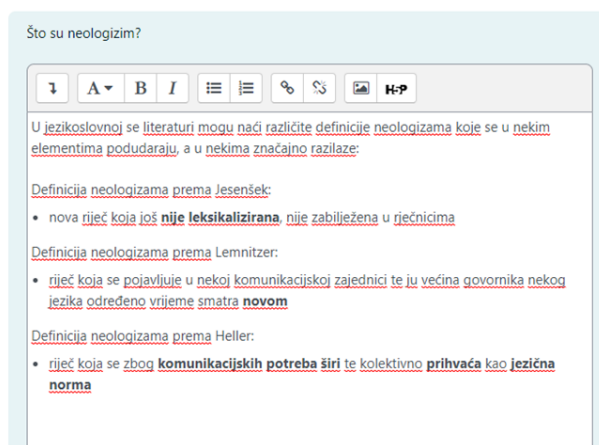 Što su neologizim?
A B I H-P
U jezikoslovnoj se literaturi mogu naći različite definicije neologizama koje se u nekim
elementima podudaraju, a u nekima značajno razilaze:
Definicija neologizama prema Jesenšek:
• nova riječ koja još nije leksikalizirana, nije zabilježena u rječnicima
Definicija neologizama prema Lemnitzer:
• riječ koja se pojavljuje u nekoj komunikacijskoj zajednici te ju većina govornika nekog
jezika određeno vrijeme smatra novom
Definicija neologizama prema Heller:
• riječ koja se zbog komunikacijskih potreba širi te kolektivno prihvaća kao jezična
norma